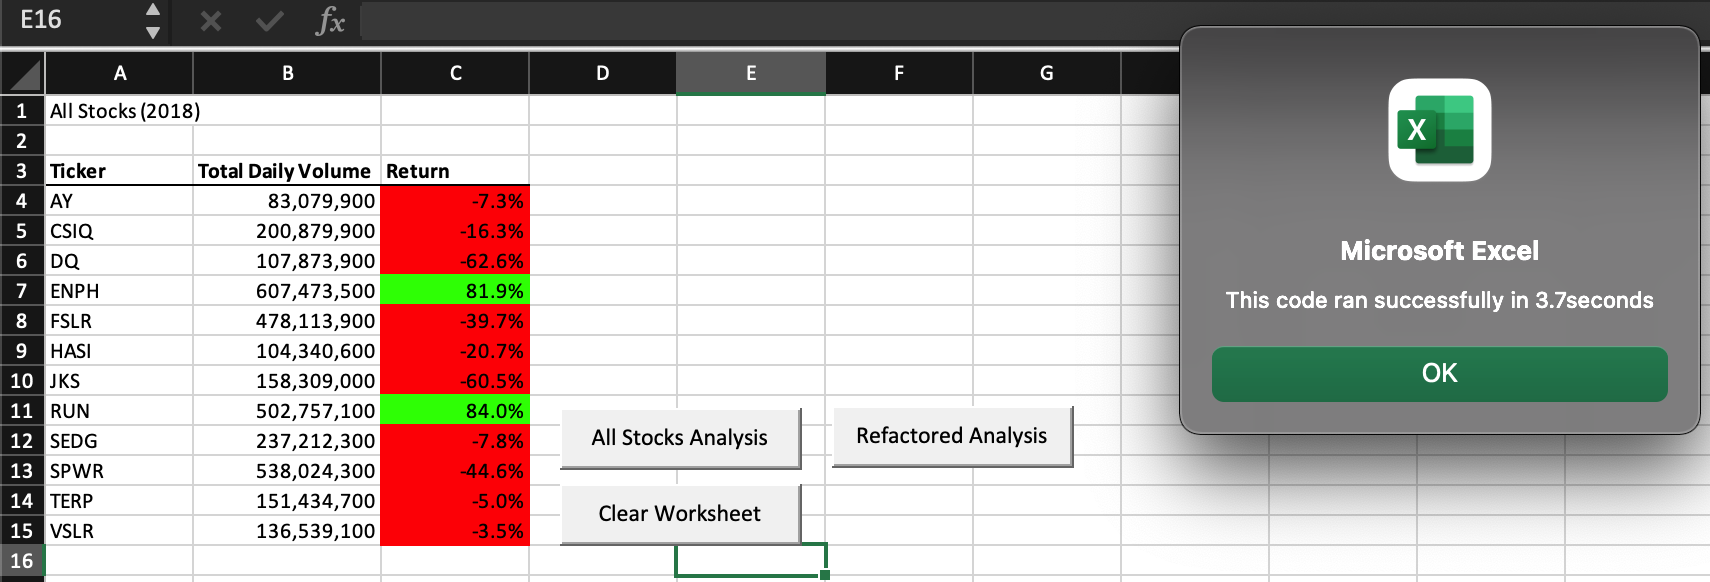 E16
fx
A B C D E F G
1 All Stocks (2018)
2
3 Ticker Total Daily Volume Return
4 AY 83,079,900 -7.3%
5 CSIQ 200,879,900 -16.3%
6 DQ 107,873,900 -62.6%
7 ENPH 607,473,500 81.9%
8 FSLR 478,113,900 -39.7%
9 HASI 104,340,600 -20.7%
10 JKS 158,309,000 -60.5%
11 RUN 502,757,100 84.0%
12 SEDG 237,212,300 -7.8%
13 SPWR 538,024,300 -44.6%
14 TERP 151,434,700 -5.0%
15 VSLR 136,539,100 -3.5%
16
All Stocks Analysis
Refactored Analysis
Clear Worksheet
X
Microsoft Excel
This code ran successfully in 3.7seconds
OK